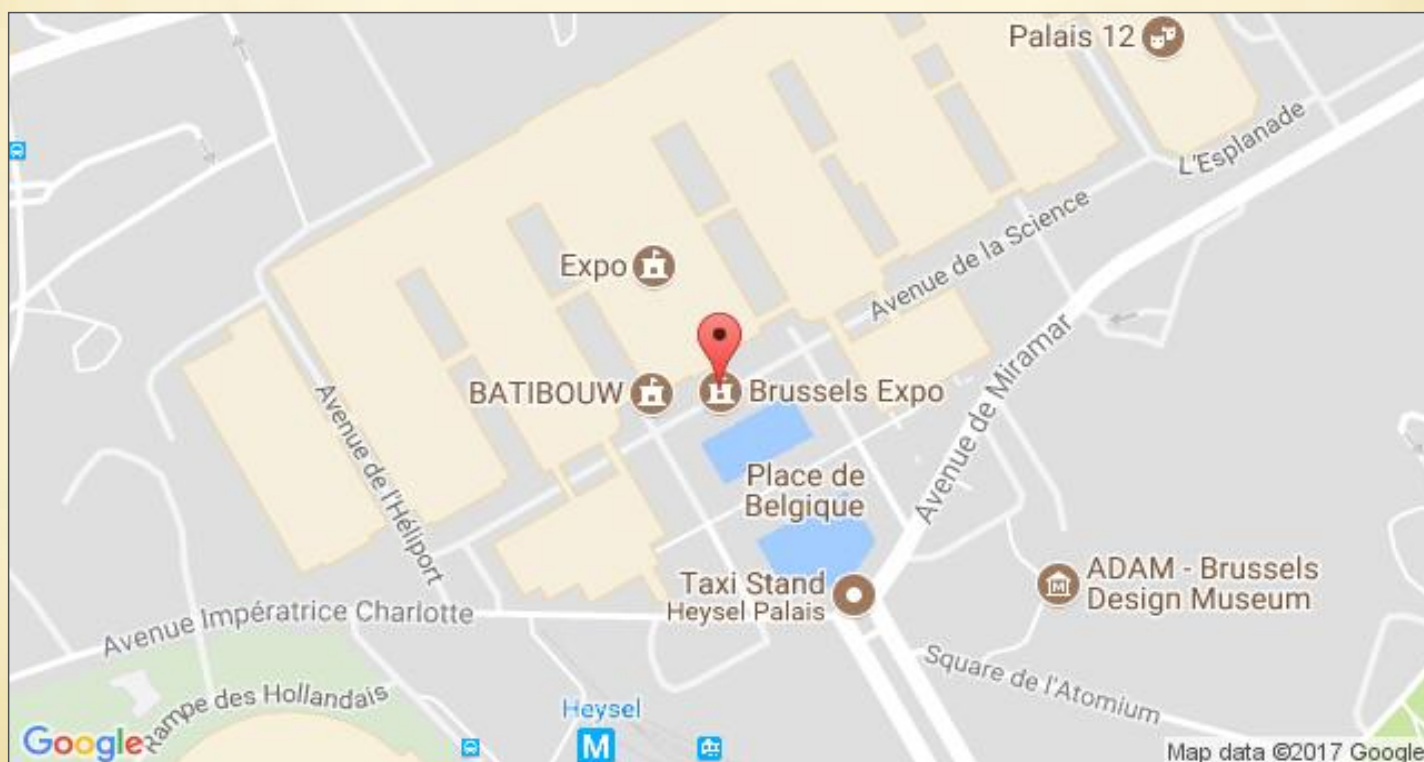 Palais 12
L'Esplanade
Avenue de la Science
Expo
Avenue de Miramar
BATIBOUW
Brussels Expo
Avenue de l'Héliport
Place de
Belgique
Taxi Stand
Heysel Palais
ADAM - Brussels
Design Museum
Avenue Impératrice Charlotte
Square de l'Atomium
Rampe des Hollandais
Heysel
M
Google
Map data ©2017 Google